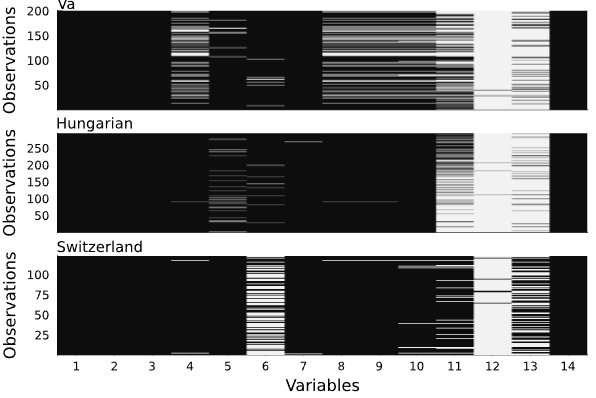 Va
Observations
200
150
100
50
Hungarian
Observations
250
200
150
100
50
Switzerland
Observations
100
75
50
25
1 2 3 4 5 6 7 8 9 10 11 12 13 14
Variables